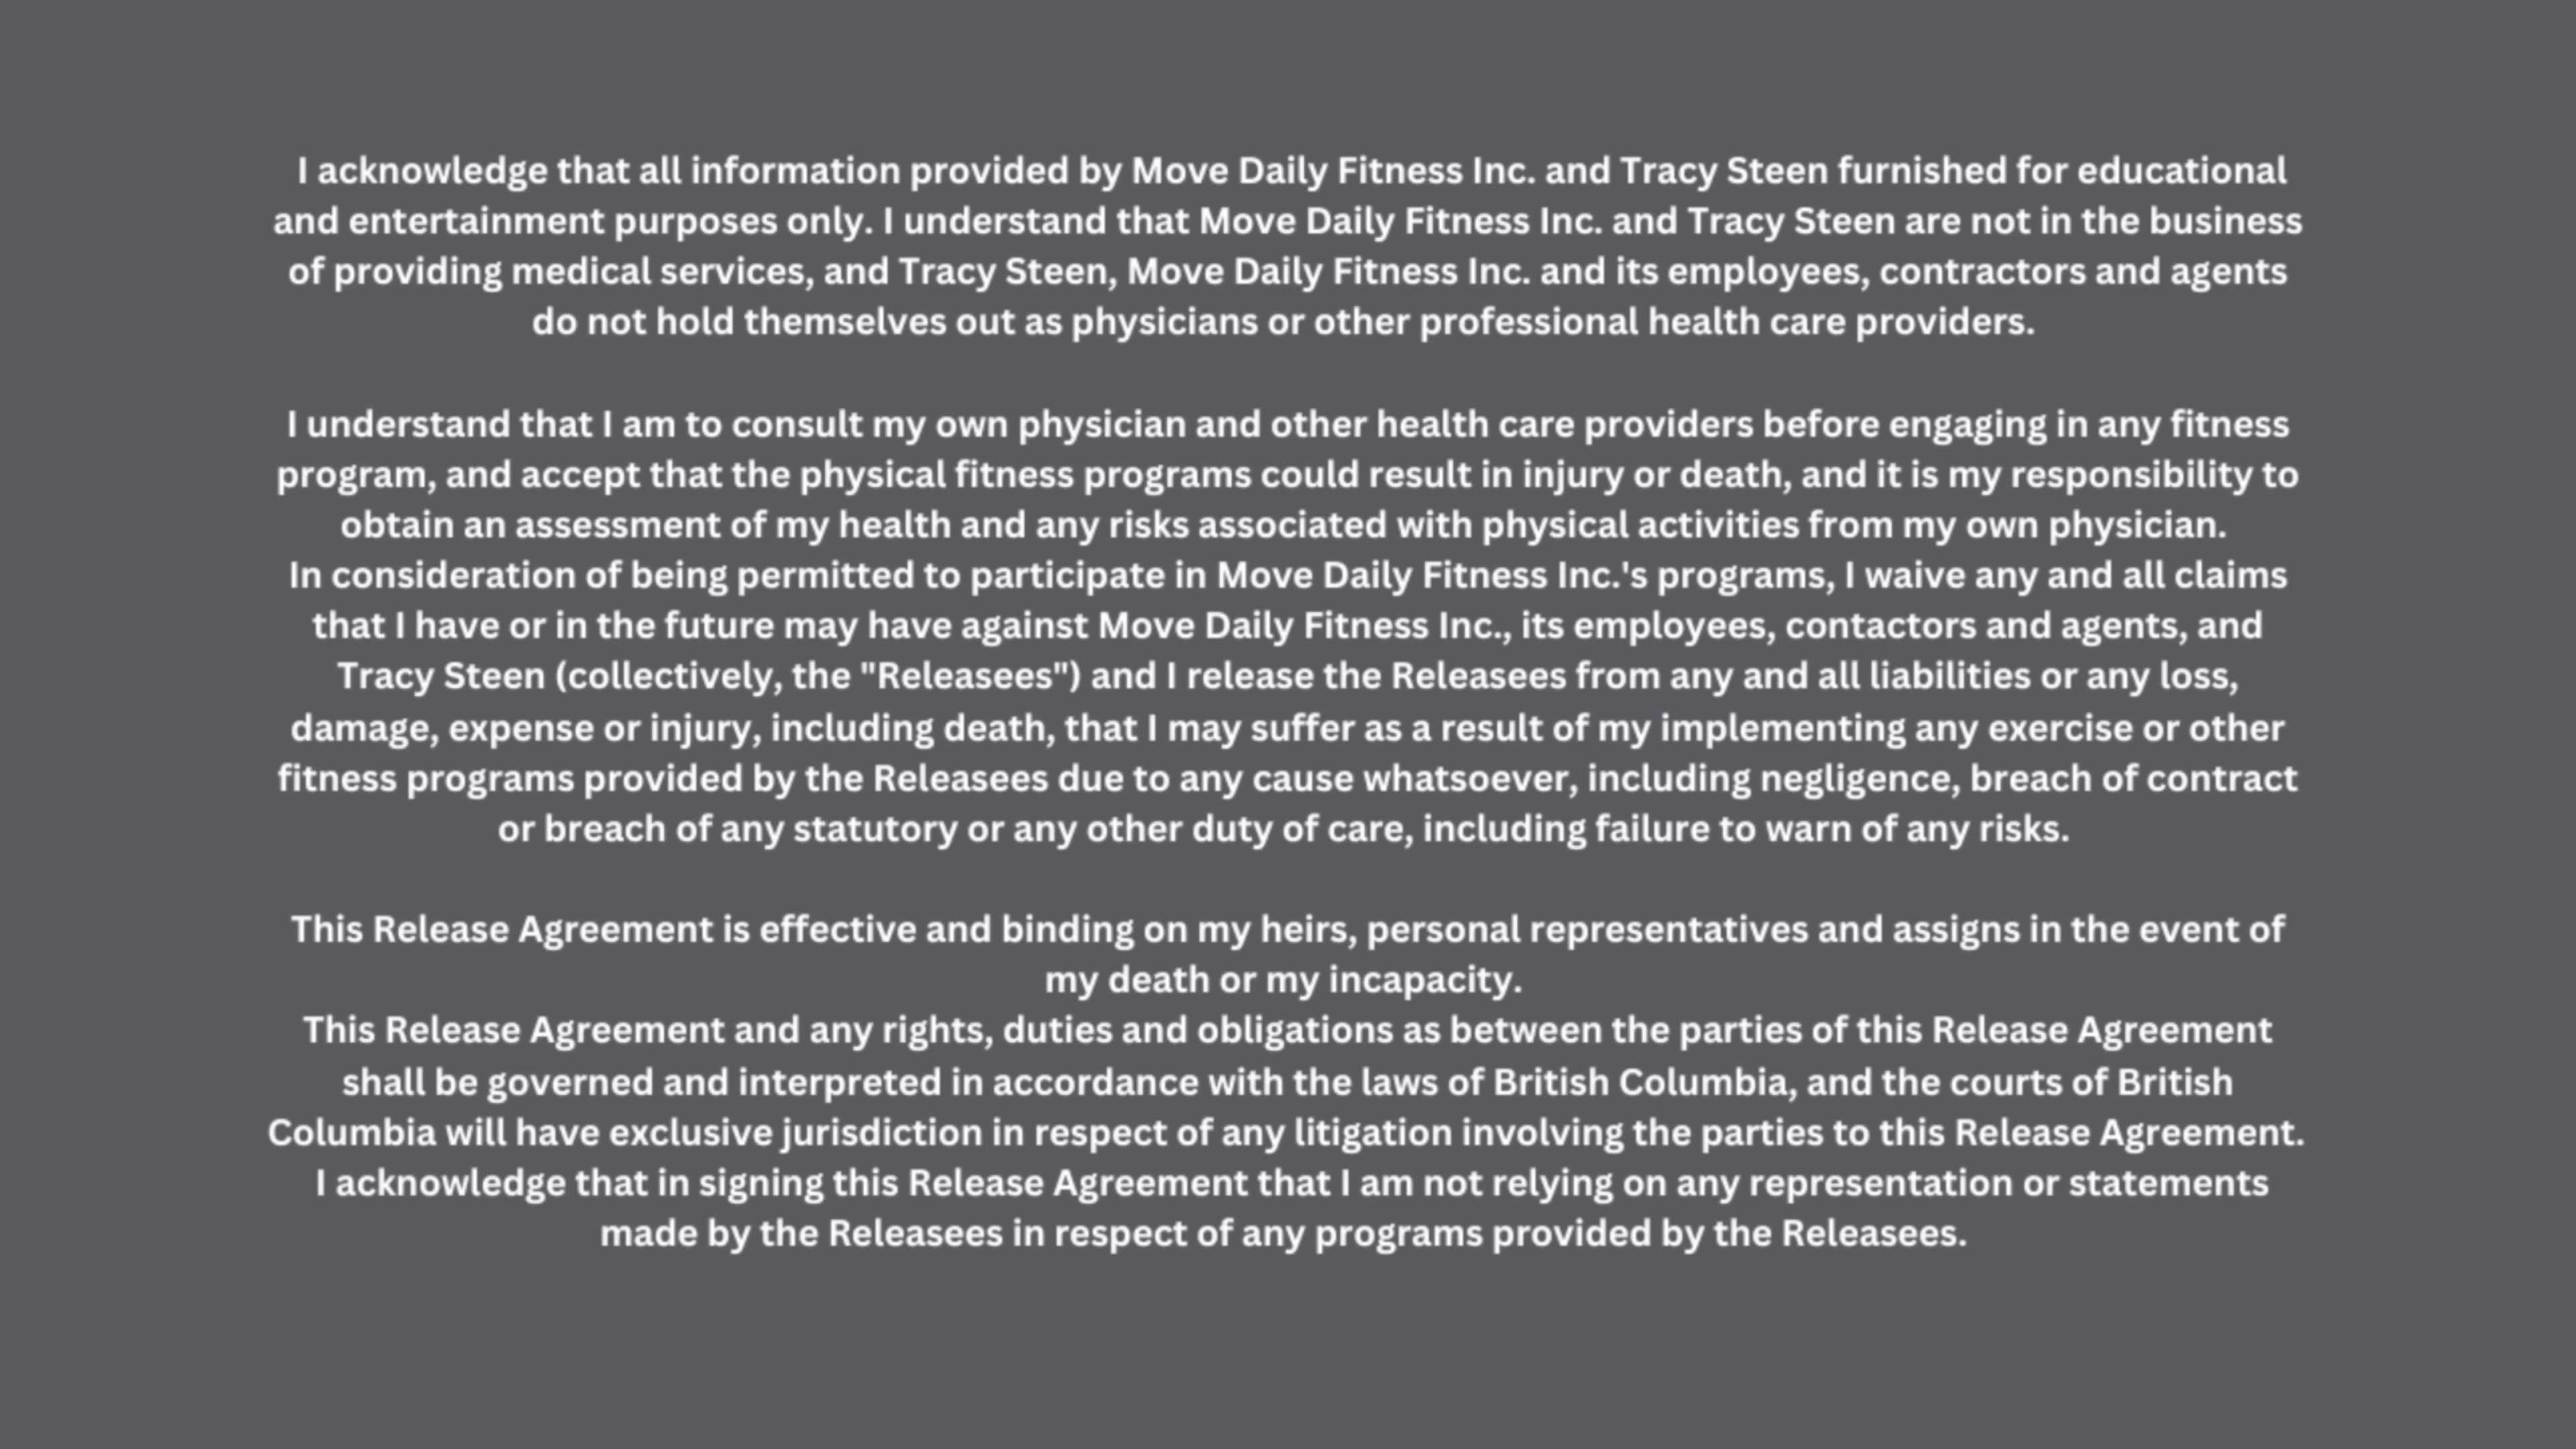 I acknowledge that all information provided by Move Daily Fitness Inc. and Tracy Steen furnished for educational
and entertainment purposes only. I understand that Move Daily Fitness Inc. and Tracy Steen are not in the business
of providing medical services, and Tracy Steen, Move Daily Fitness Inc. and its employees, contractors and agents
do not hold themselves out as physicians or other professional health care providers.
I understand that I am to consult my own physician and other health care providers before engaging in any fitness
program, and accept that the physical fitness programs could result in injury or death, and it is my responsibility to
obtain an assessment of my health and any risks associated with physical activities from my own physician.
In consideration of being permitted to participate in Move Daily Fitness Inc.'s programs, I waive any and all claims
that I have or in the future may have against Move Daily Fitness Inc., its employees, contactors and agents, and
Tracy Steen (collectively, the "Releasees") and I release the Releasees from any and all liabilities or any loss,
damage, expense or injury, including death, that I may suffer as a result of my implementing any exercise or other
fitness programs provided by the Releasees due to any cause whatsoever, including negligence, breach of contract
or breach of any statutory or any other duty of care, including failure to warn of any risks.
This Release Agreement is effective and binding on my heirs, personal representatives and assigns in the event of
my death or my incapacity.
This Release Agreement and any rights, duties and obligations as between the parties of this Release Agreement
shall be governed and interpreted in accordance with the laws of British Columbia, and the courts of British
Columbia will have exclusive jurisdiction in respect of any litigation involving the parties to this Release Agreement.
I acknowledge that in signing this Release Agreement that I am not relying on any representation or statements
made by the Releasees in respect of any programs provided by the Releasees.